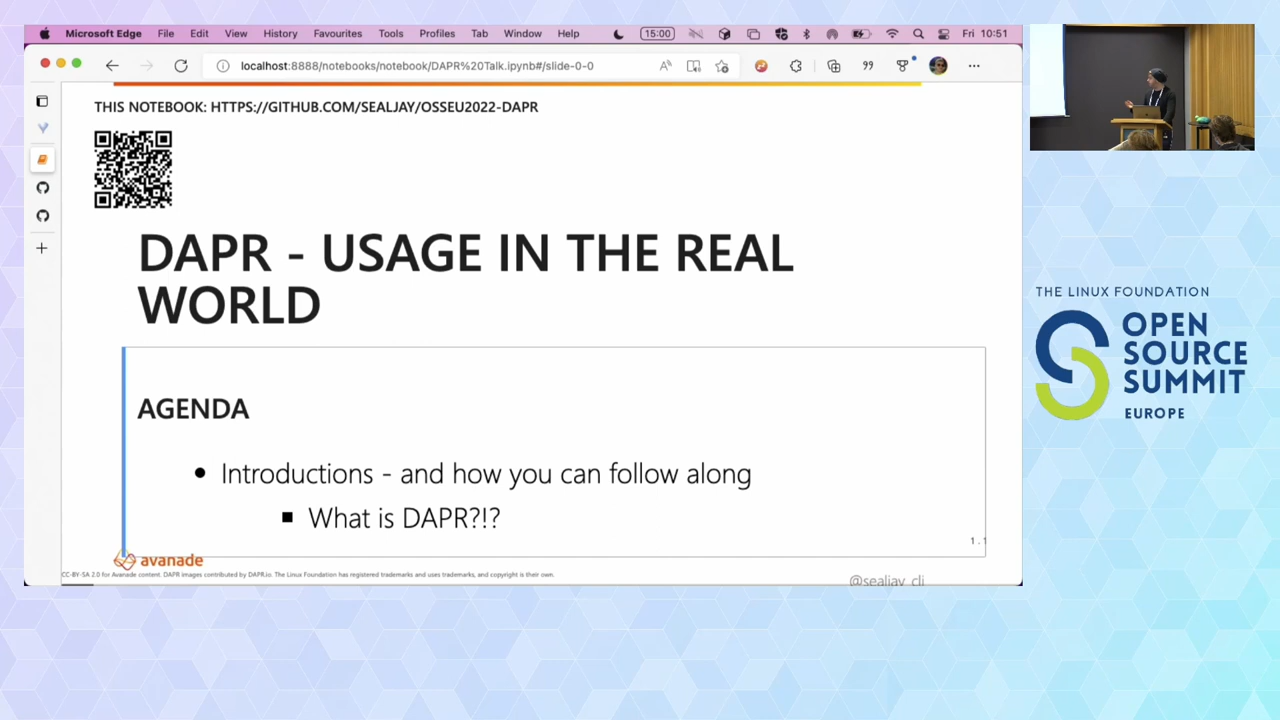 Microsoft Edge File Edit View History Favourites Tools Profiles Tab Window Help 15:00 Fri 10:51
localhost:8888/notebooks/notebook/DAPR%20Talk.ipynb#/slide-0-0
THIS NOTEBOOK: HTTPS://GITHUB.COM/SEALJAY/OSSEU2022-DAPR
DAPR - USAGE IN THE REAL
WORLD
AGENDA
• Introductions - and how you can follow along
▪ What is DAPR?!?
1.1
avanade
CC-BY-SA 2.0 for Avanade content. DAPR images contributed by DAPR.io. The Linux Foundation has registered trademarks and uses trademarks, and copyright is their own.
@sealjay_cli
THE LINUX FOUNDATION
OPEN
SOURCE
SUMMIT
EUROPE